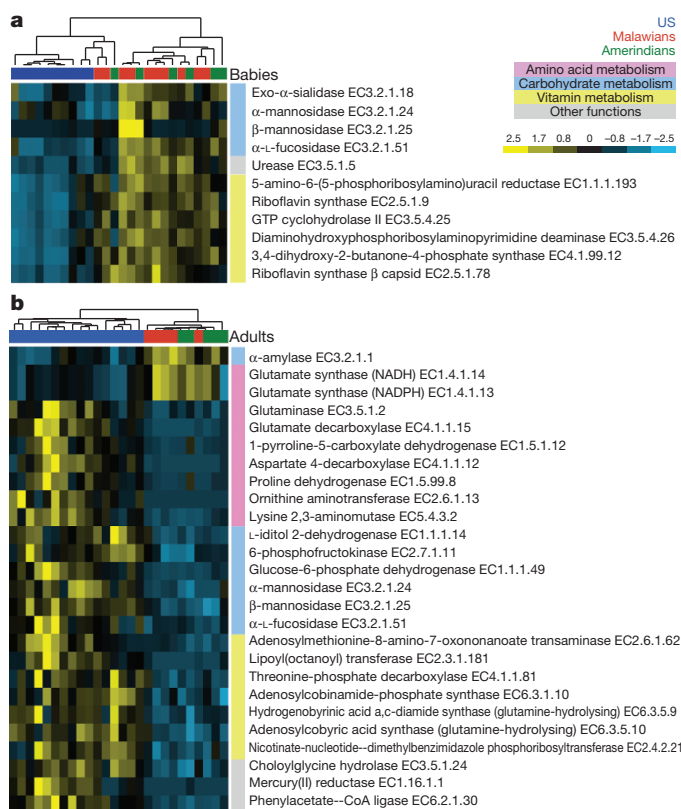 a
US
Malawians
Amerindians
Babies
Amino acid metabolism
Carbohydrate metabolism
Vitamin metabolism
Other functions
2.5 1.7 0.8 0 −0.8 −1.7 −2.5
Exo-α-sialidase EC3.2.1.18
α-mannosidase EC3.2.1.24
β-mannosidase EC3.2.1.25
α-L-fucosidase EC3.2.1.51
Urease EC3.5.1.5
5-amino-6-(5-phosphoribosylamino)uracil reductase EC1.1.1.193
Riboflavin synthase EC2.5.1.9
GTP cyclohydrolase II EC3.5.4.25
Diaminohydroxyphosphoribosylaminopyrimidine deaminase EC3.5.4.26
3,4-dihydroxy-2-butanone-4-phosphate synthase EC4.1.99.12
Riboflavin synthase β capsid EC2.5.1.78
b
Adults
α-amylase EC3.2.1.1
Glutamate synthase (NADH) EC1.4.1.14
Glutamate synthase (NADPH) EC1.4.1.13
Glutaminase EC3.5.1.2
Glutamate decarboxylase EC4.1.1.15
1-pyrroline-5-carboxylate dehydrogenase EC1.5.1.12
Aspartate 4-decarboxylase EC4.1.1.12
Proline dehydrogenase EC1.5.99.8
Ornithine aminotransferase EC2.6.1.13
Lysine 2,3-aminomutase EC5.4.3.2
L-iditol 2-dehydrogenase EC1.1.1.14
6-phosphofructokinase EC2.7.1.11
Glucose-6-phosphate dehydrogenase EC1.1.1.49
α-mannosidase EC3.2.1.24
β-mannosidase EC3.2.1.25
α-L-fucosidase EC3.2.1.51
Adenosylmethionine-8-amino-7-oxononanoate transaminase EC2.6.1.62
Lipoyl(octanoyl) transferase EC2.3.1.181
Threonine-phosphate decarboxylase EC4.1.1.81
Adenosylcobinamide-phosphate synthase EC6.3.1.10
Hydrogenobyrinic acid a,c-diamide synthase (glutamine-hydrolysing) EC6.3.5.9
Adenosylcobyric acid synthase (glutamine-hydrolysing) EC6.3.5.10
Nicotinate-nucleotide--dimethylbenzimidazole phosphoribosyltransferase EC2.4.2.21
Choloylglycine hydrolase EC3.5.1.24
Mercury(II) reductase EC1.16.1.1
Phenylacetate--CoA ligase EC6.2.1.30